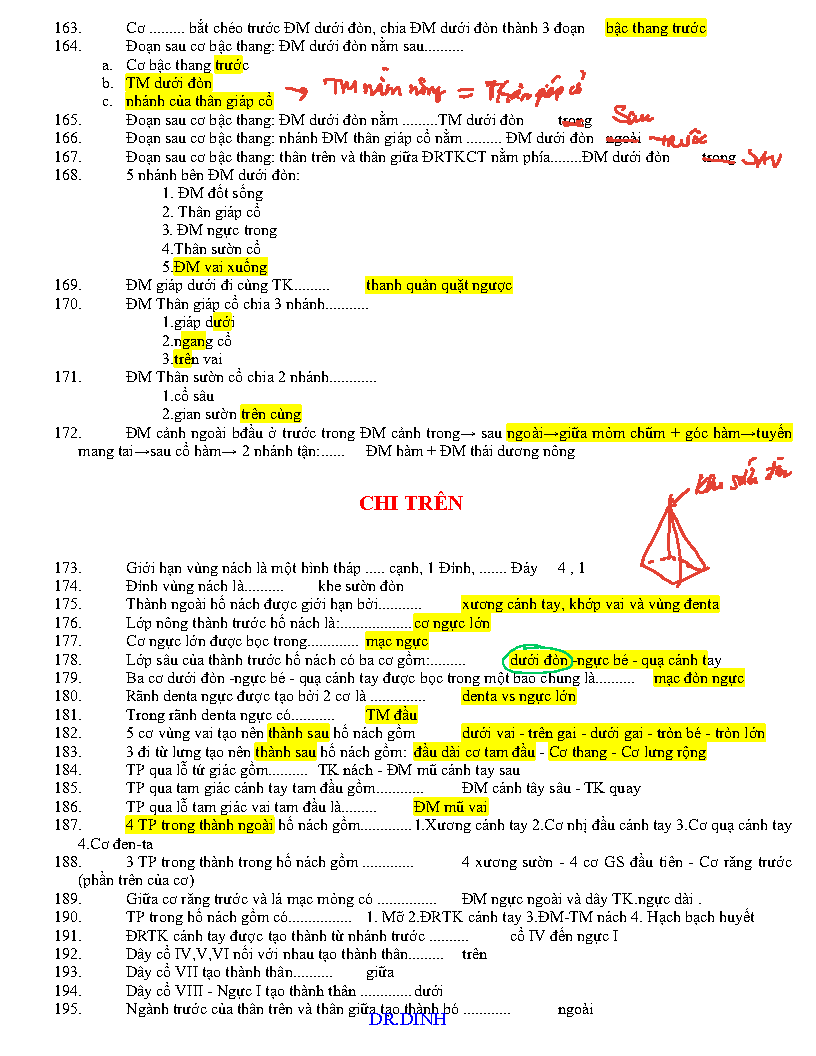 163. Cơ ......... bắt chéo trước ĐM dưới đòn, chia ĐM dưới đòn thành 3 đoạn bậc thang trước
164. Đoạn sau cơ bậc thang: ĐM dưới đòn nằm sau..........
a. Cơ bậc thang trước
b. TM dưới đòn
c. nhánh của thân giáp cổ
→ TM nằm nông = Thân giáp cổ
165. Đoạn sau cơ bậc thang: ĐM dưới đòn nằm .........TM dưới đòn trong Sau
166. Đoạn sau cơ bậc thang: nhánh ĐM thân giáp cổ nằm ......... ĐM dưới đòn ngoài → trước
167. Đoạn sau cơ bậc thang: thân trên và thân giữa ĐRTKCT nằm phía........ĐM dưới đòn trong → SAU
168. 5 nhánh bên ĐM dưới đòn:
1. ĐM đốt sống
2. Thân giáp cổ
3. ĐM ngực trong
4.Thân sườn cổ
5.ĐM vai xuống
169. ĐM giáp dưới đi cùng TK......... thanh quản quặt ngược
170. ĐM Thân giáp cổ chia 3 nhánh...........
1.giáp dưới
2.ngang cổ
3.trên vai
171. ĐM Thân sườn cổ chia 2 nhánh............
1.cổ sâu
2.gian sườn trên cùng
172. ĐM cảnh ngoài bđầu ở trước trong ĐM cảnh trong→ sau ngoài→giữa mỏm chũm + góc hàm→tuyến
mang tai→sau cổ hàm→ 2 nhánh tận:...... ĐM hàm + ĐM thái dương nông
CHI TRÊN
173. Giới hạn vùng nách là một hình tháp ..... cạnh, 1 Đỉnh, ....... Đáy 4 , 1
174. Đỉnh vùng nách là.......... khe sườn đòn
175. Thành ngoài hố nách được giới hạn bởi........... xương cánh tay, khớp vai và vùng đenta
176. Lớp nông thành trước hố nách là:..................cơ ngực lớn
177. Cơ ngực lớn được bọc trong............. mạc ngực
178. Lớp sâu của thành trước hố nách có ba cơ gồm:......... dưới đòn -ngực bé - quạ cánh tay
179. Ba cơ dưới đòn -ngực bé - quạ cánh tay được bọc trong một bao chung là.......... mạc đòn ngực
180. Rãnh denta ngực được tạo bởi 2 cơ là .............. denta vs ngực lớn
181. Trong rãnh denta ngực có........... TM đầu
182. 5 cơ vùng vai tạo nên thành sau hố nách gồm dưới vai - trên gai - dưới gai - tròn bé - tròn lớn
183. 3 đi từ lưng tạo nên thành sau hố nách gồm: đầu dài cơ tam đầu - Cơ thang - Cơ lưng rộng
184. TP qua lỗ tứ giác gồm.......... TK nách - ĐM mũ cánh tay sau
185. TP qua tam giác cánh tay tam đầu gồm............ ĐM cánh tây sâu - TK quay
186. TP qua lỗ tam giác vai tam đầu là......... ĐM mũ vai
187. 4 TP trong thành ngoài hố nách gồm.............1.Xương cánh tay 2.Cơ nhị đầu cánh tay 3.Cơ quạ cánh tay
4.Cơ đen-ta
188. 3 TP trong thành trong hố nách gồm ............. 4 xương sườn - 4 cơ GS đầu tiên - Cơ răng trước
(phần trên của cơ)
189. Giữa cơ răng trước và lá mạc mỏng có ............... ĐM ngực ngoài và dây TK.ngực dài .
190. TP trong hố nách gồm có................ 1. Mỡ 2.ĐRTK cánh tay 3.ĐM-TM nách 4. Hạch bạch huyết
191. ĐRTK cánh tay được tạo thành từ nhánh trước .......... cổ IV đến ngực I
192. Dây cổ IV,V,VI nối với nhau tạo thành thân......... trên
193. Dây cổ VII tạo thành thân.......... giữa
194. Dây cổ VIII - Ngực I tạo thành thân .............dưới
195. Ngành trước của thân trên và thân giữa tạo thành bó ............ ngoài
DR.DINH